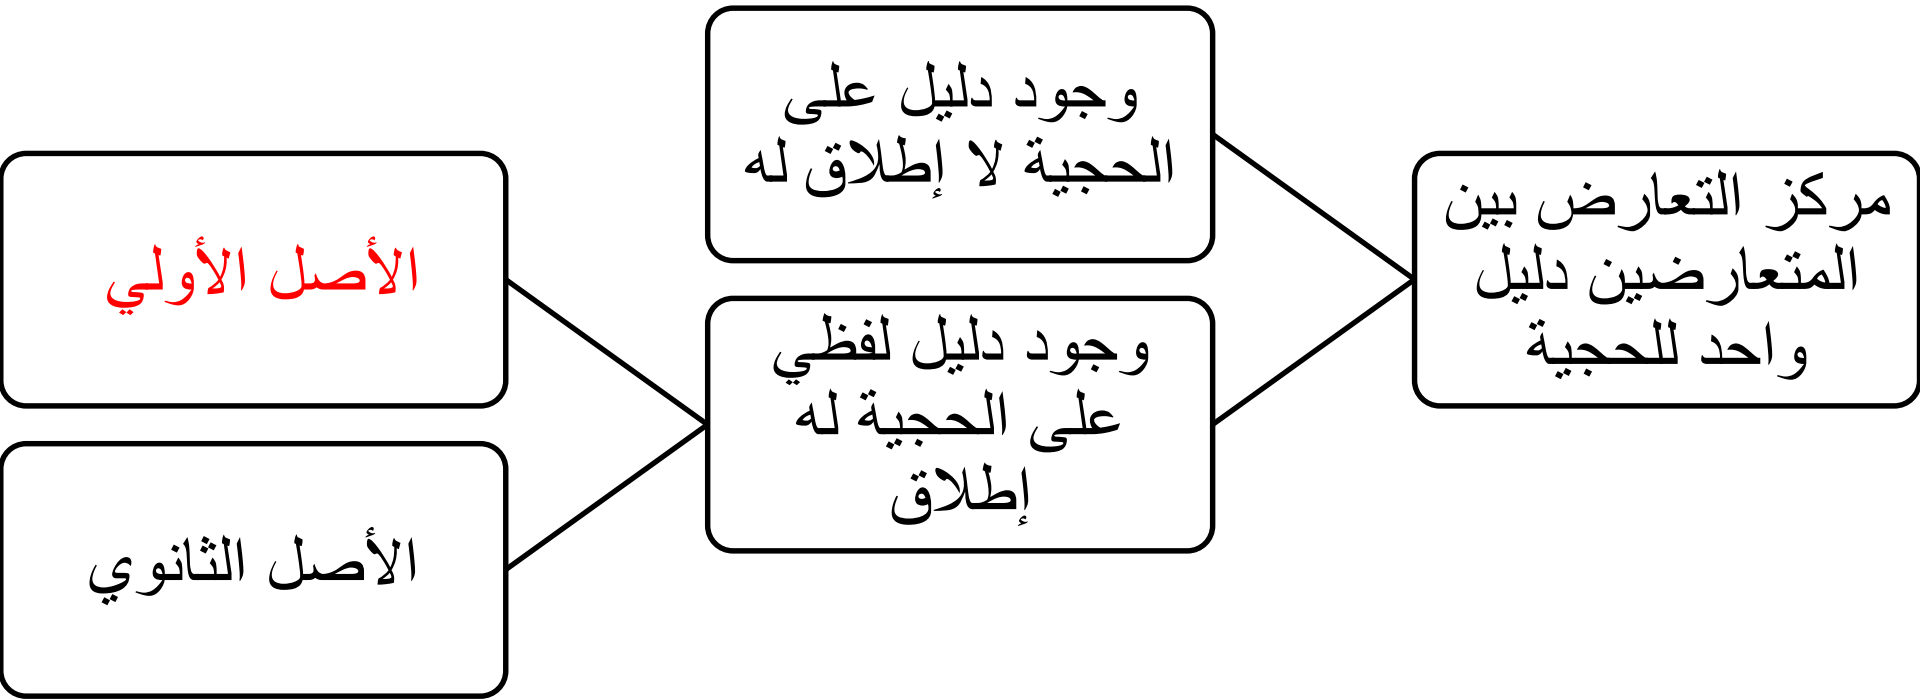 مركز التعارض بين
المتعارضين دليل
واحد للحجية
وجود دليل على
الحجية لا إطلاق له
وجود دليل لفظي
على الحجية له
إطلاق
الأصل الأولي
الأصل الثانوي